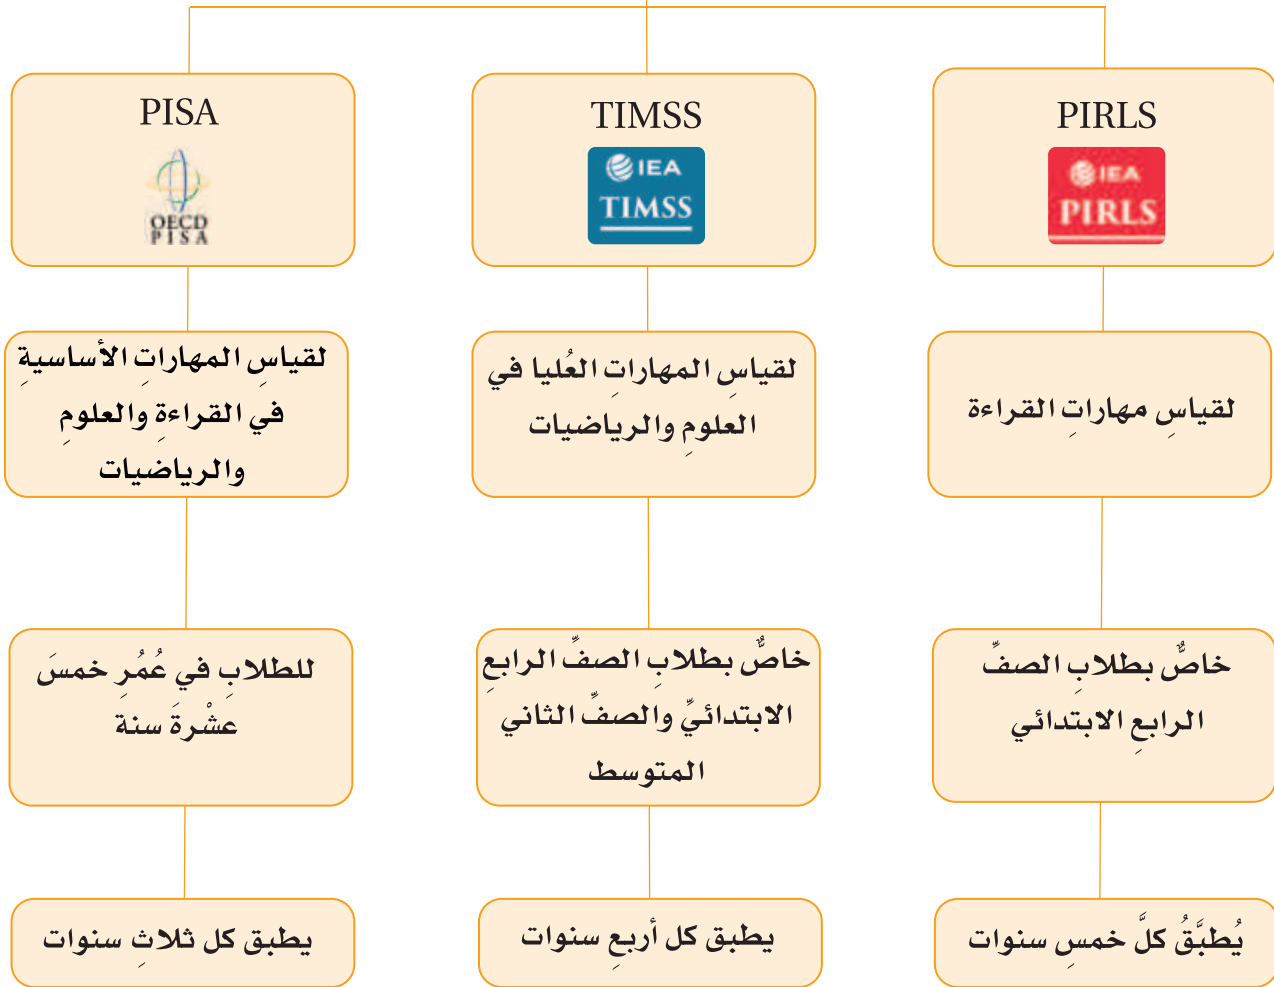 PIRLS
IEA
PIRLS
لقياسِ مهاراتِ القراءة
خاصٌّ بطلابِ الصفِّ
الرابعِ الابتدائي
يُطبَّقُ كلَّ خمسِ سنوات
TIMSS
IEA
TIMSS
لقياسِ المهاراتِ العُليا في
العلومِ والرياضيات
خاصٌّ بطلابِ الصفِّ الرابعِ
الابتدائيِّ والصفِّ الثاني
المتوسط
يطبق كل أربعِ سنوات
PISA
OECD
PISA
لقياسِ المهاراتِ الأساسيةِ
في القراءةِ والعلومِ
والرياضيات
للطلابِ في عُمُرِ خمسَ
عشْرةَ سنة
يطبق كل ثلاثِ سنوات